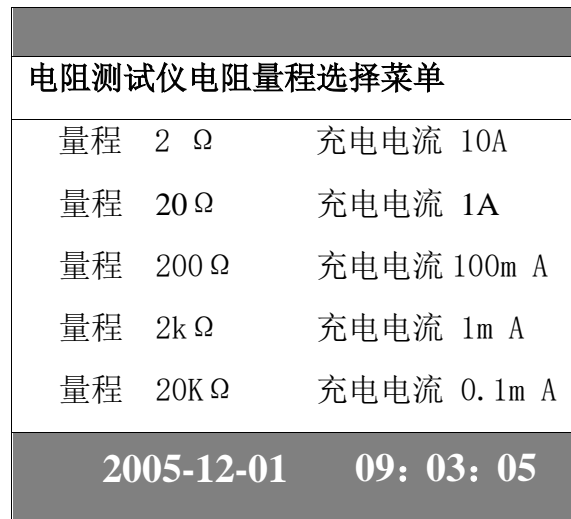 电阻测试仪电阻量程选择菜单
量程 2 Ω 充电电流 10A
量程 20Ω 充电电流 1A
量程 200Ω 充电电流 100m A
量程 2kΩ 充电电流 1m A
量程 20KΩ 充电电流 0.1m A
2005-12-01 09：03：05